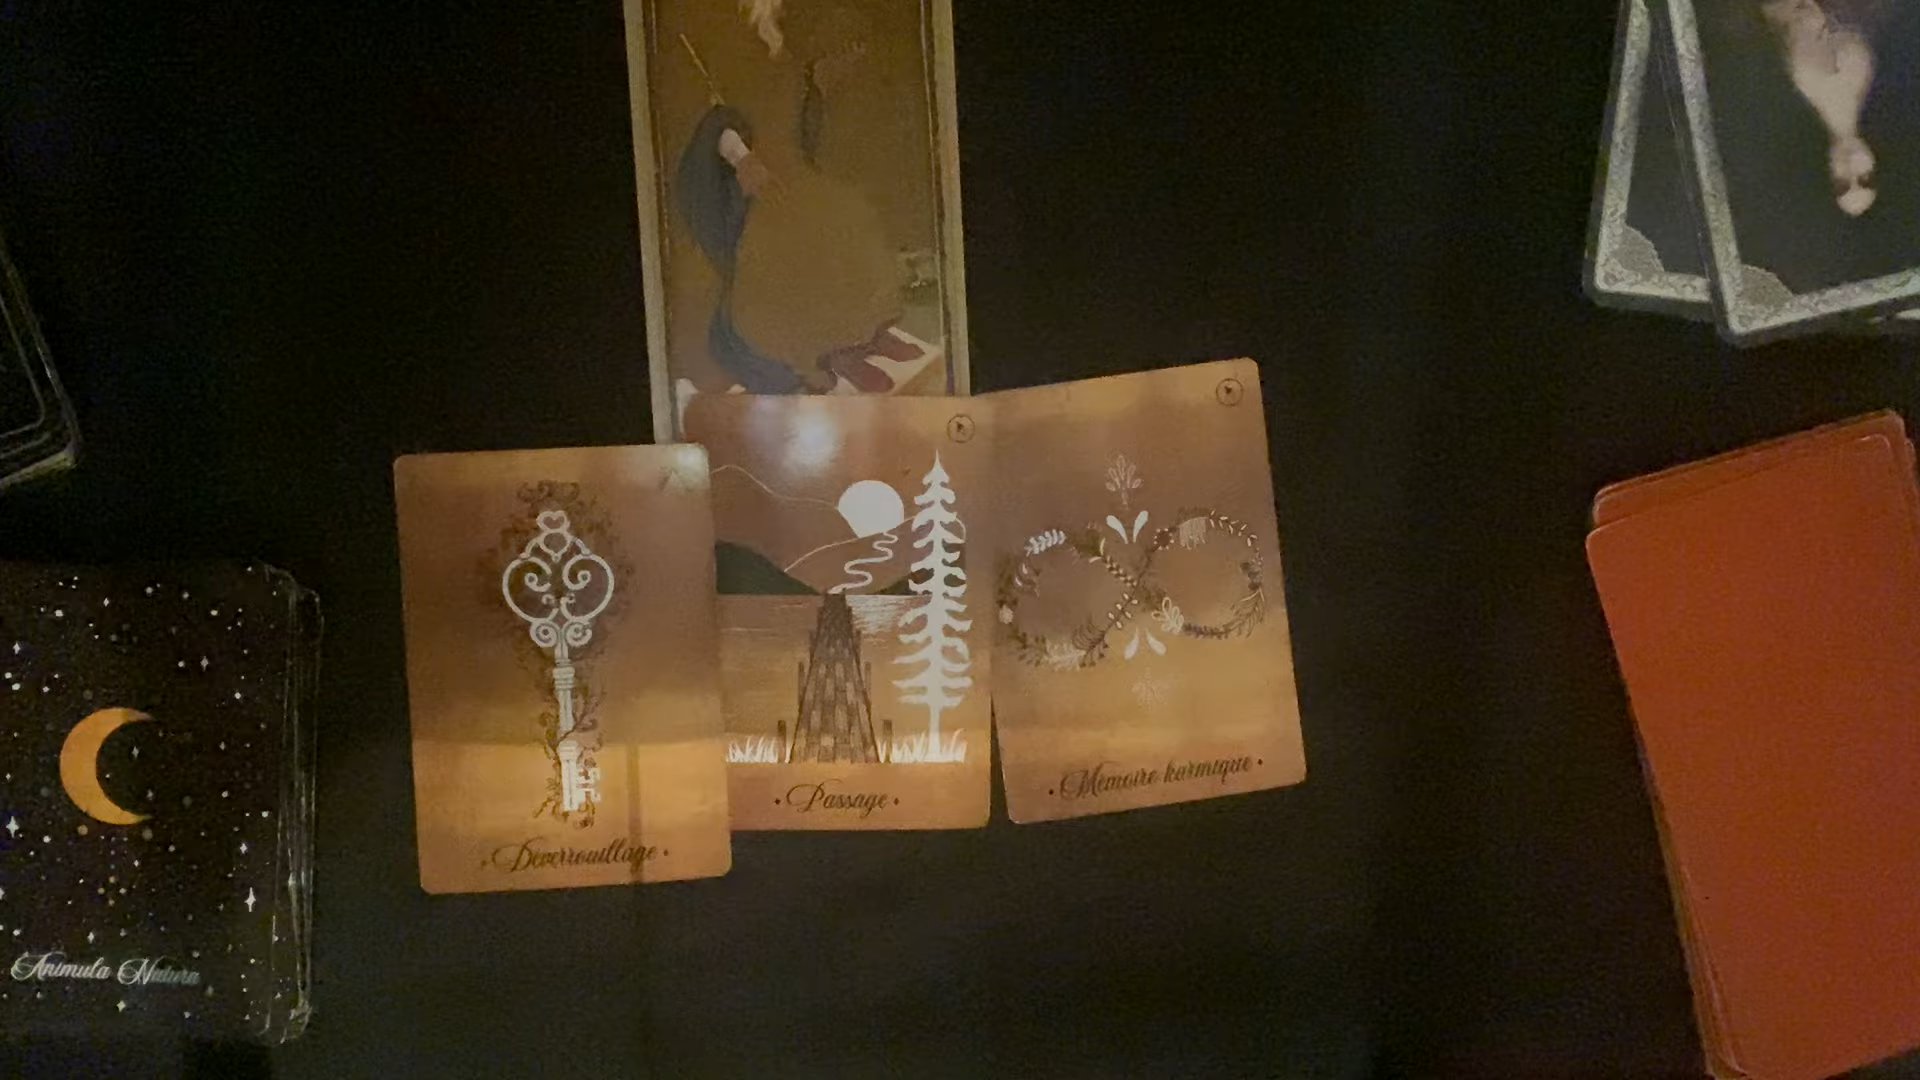 • Déverrouillage •
• Passage •
• Mémoire karmique •
Animula Natura